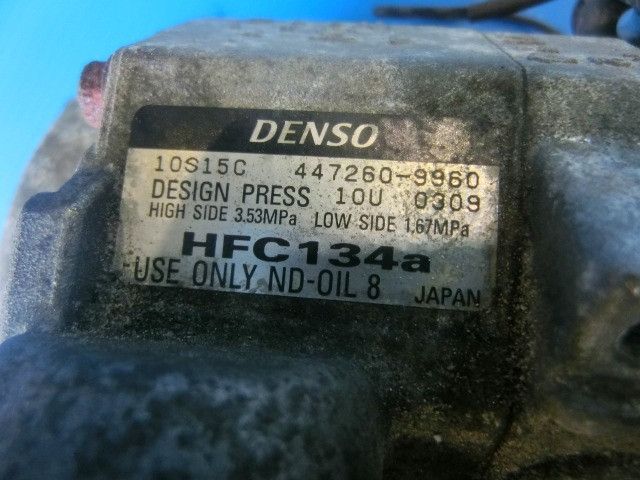 DENSO
10S15C 447260-9960
DESIGN PRESS 10U 0309
HIGH SIDE 3.53MPa LOW SIDE 1.67MPa
HFC134a
USE ONLY ND-OIL 8 JAPAN